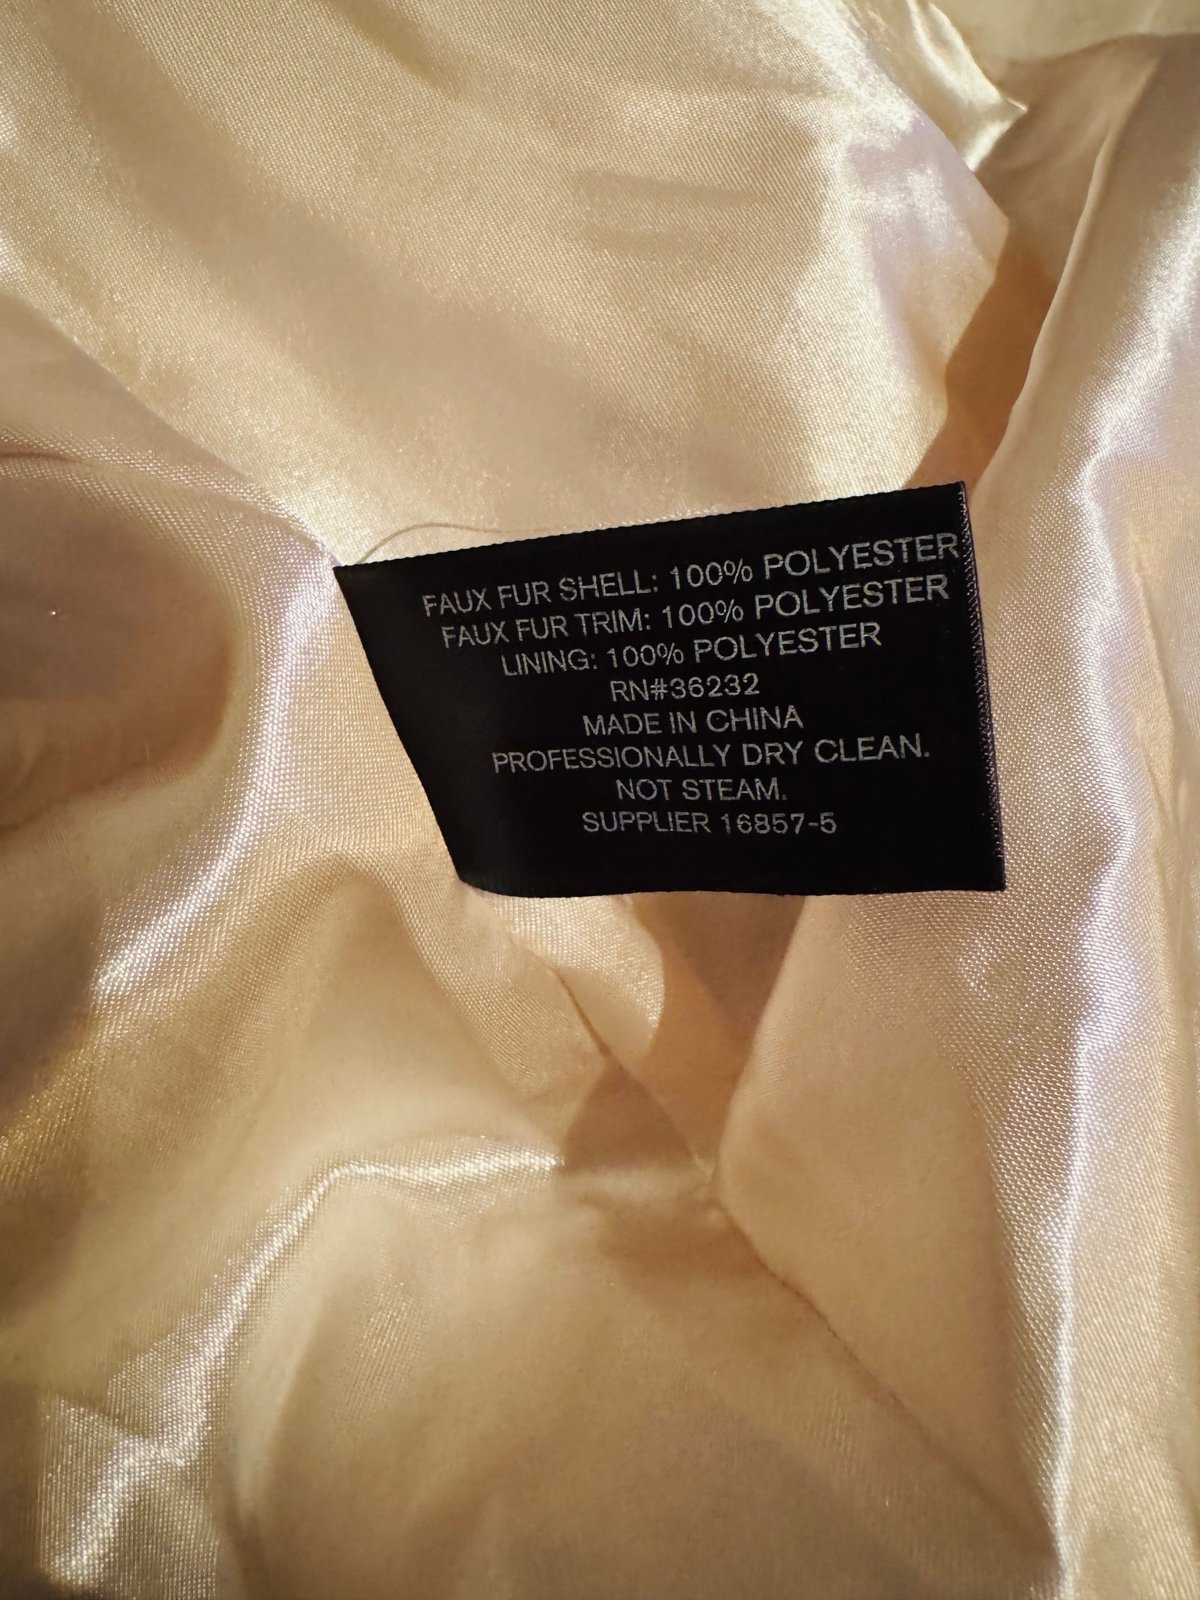 FAUX FUR SHELL: 100% POLYESTER
FAUX FUR TRIM: 100% POLYESTER
LINING: 100% POLYESTER
RN#36232
MADE IN CHINA
PROFESSIONALLY DRY CLEAN.
NOT STEAM.
SUPPLIER 16857-5